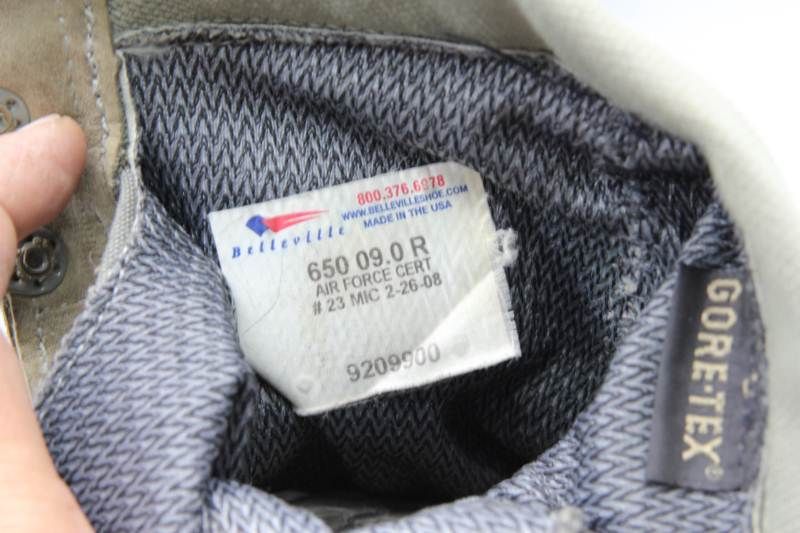 800.376.6978
WWW.BELLEVILLESHOE.COM
MADE IN THE USA
Belleville
650 09.0 R
AIR FORCE CERT
# 23 MIC 2-26-08
9209900
GORE-TEX®